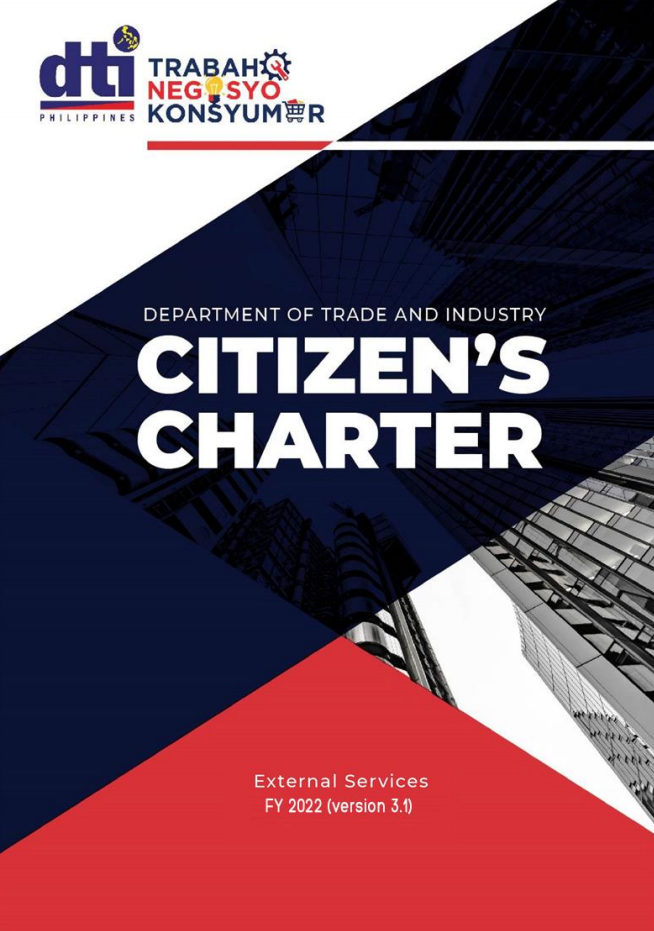 dti
PHILIPPINES
TRABAHO
NEGOSYO
KONSYUMER
DEPARTMENT OF TRADE AND INDUSTRY
CITIZEN'S
CHARTER
External Services
FY 2022 (version 3.1)